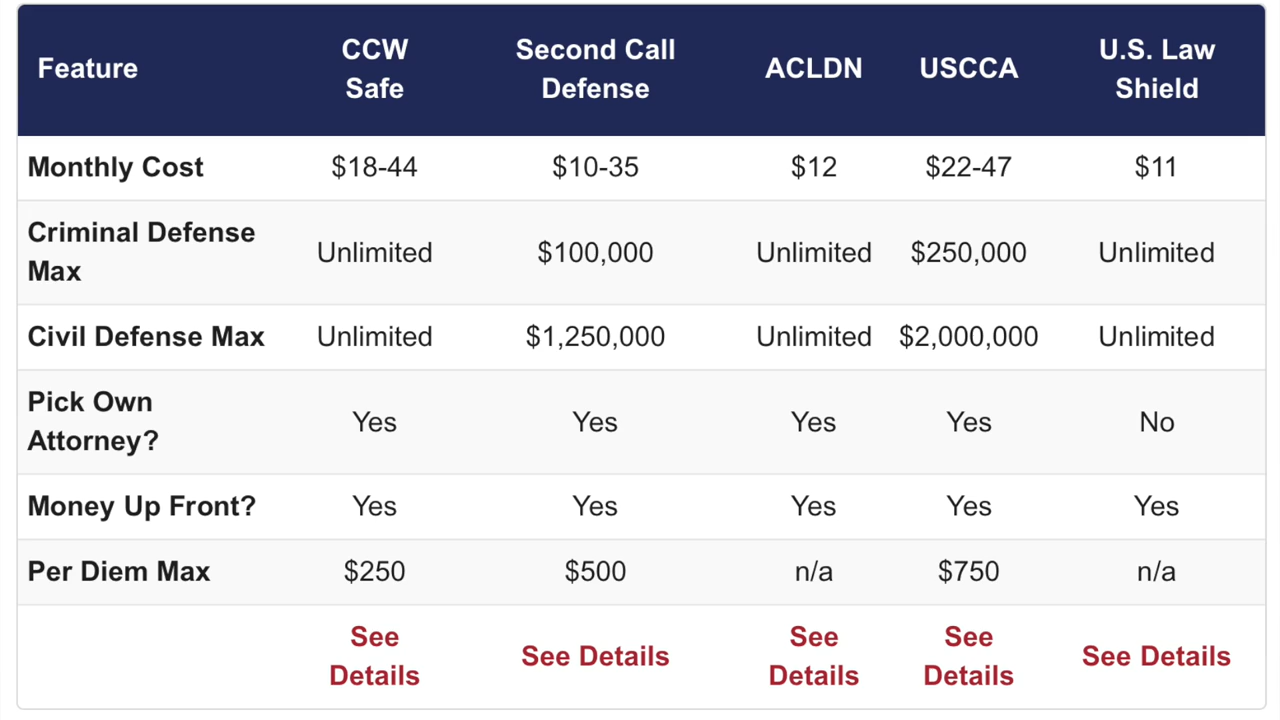 Feature CCW Safe Second Call Defense ACLDN USCCA U.S. Law Shield
Monthly Cost $18-44 $10-35 $12 $22-47 $11
Criminal Defense Max Unlimited $100,000 Unlimited $250,000 Unlimited
Civil Defense Max Unlimited $1,250,000 Unlimited $2,000,000 Unlimited
Pick Own Attorney? Yes Yes Yes Yes No
Money Up Front? Yes Yes Yes Yes Yes
Per Diem Max $250 $500 n/a $750 n/a
See Details See Details See Details See Details See Details